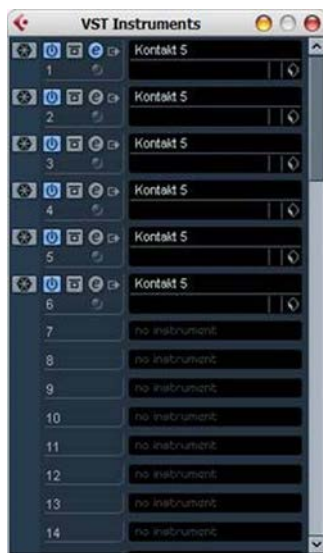 VST Instruments
Kontakt 5
1
Kontakt 5
2
Kontakt 5
3
Kontakt 5
4
Kontakt 5
5
Kontakt 5
6
7 no instrument
8 no instrument
9 no instrument
10 no instrument
11 no instrument
12 no instrument
13 no instrument
14 no instrument